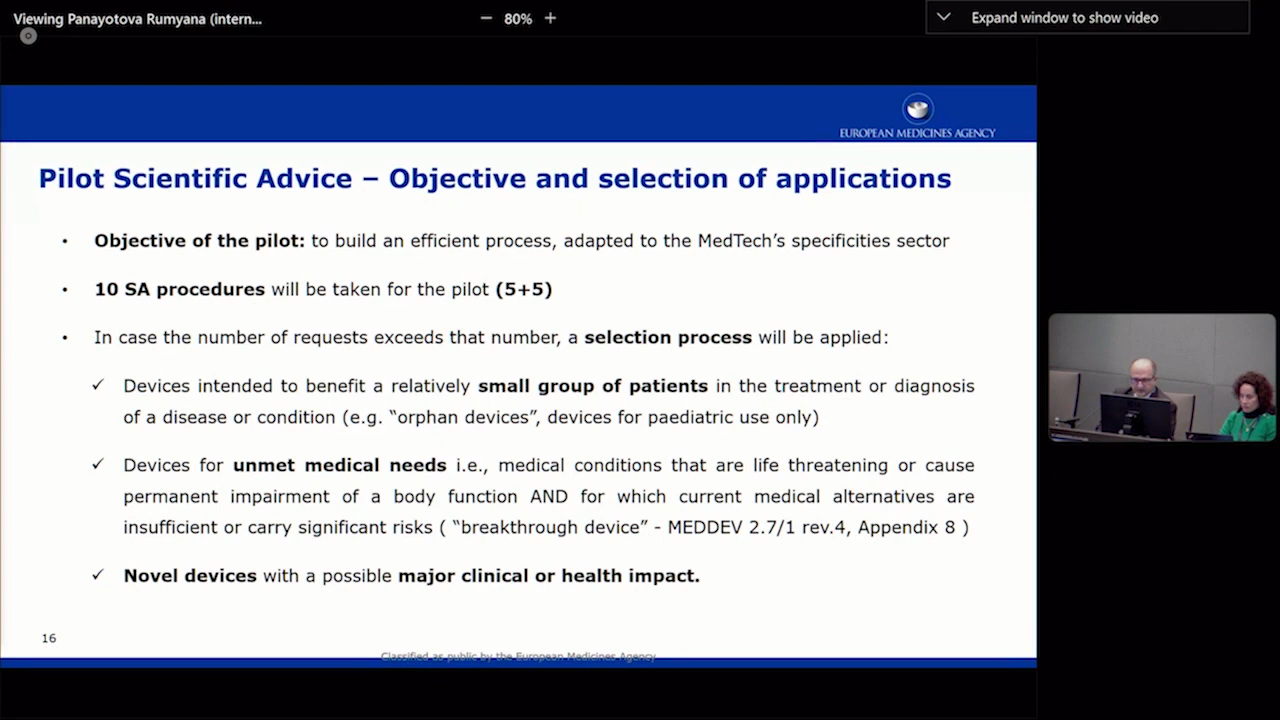 Viewing Panayotova Rumyana (intern...
80%
Expand window to show video
EUROPEAN MEDICINES AGENCY
Pilot Scientific Advice – Objective and selection of applications
• Objective of the pilot: to build an efficient process, adapted to the MedTech’s specificities sector
• 10 SA procedures will be taken for the pilot (5+5)
• In case the number of requests exceeds that number, a selection process will be applied:
✓ Devices intended to benefit a relatively small group of patients in the treatment or diagnosis
of a disease or condition (e.g. “orphan devices”, devices for paediatric use only)
✓ Devices for unmet medical needs i.e., medical conditions that are life threatening or cause
permanent impairment of a body function AND for which current medical alternatives are
insufficient or carry significant risks ( “breakthrough device” - MEDDEV 2.7/1 rev.4, Appendix 8 )
✓ Novel devices with a possible major clinical or health impact.
16
Classified as public by the European Medicines Agency